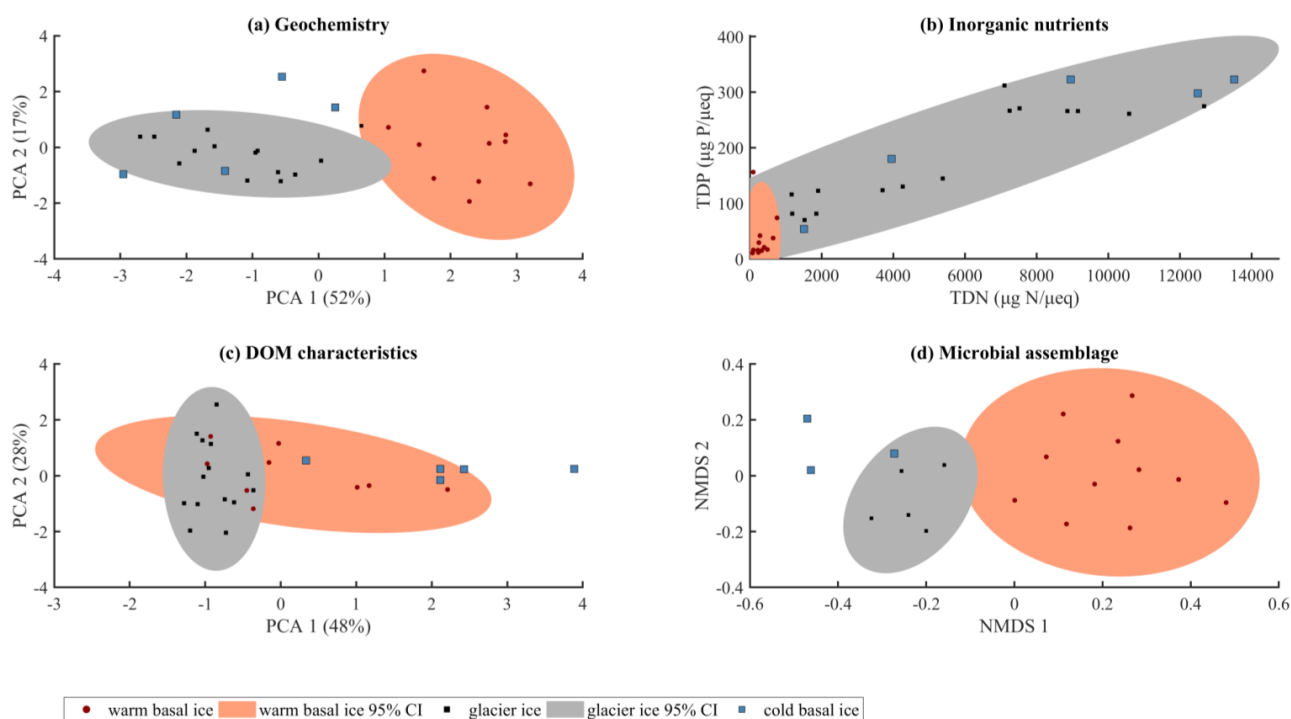 (a) Geochemistry
4
2
0
-2
-4
PCA 2 (17%)
-4 -3 -2 -1 0 1 2 3 4
PCA 1 (52%)
(b) Inorganic nutrients
400
300
200
100
0
TDP (µg P/µeq)
0 2000 4000 6000 8000 10000 12000 14000
TDN (µg N/µeq)
(c) DOM characteristics
4
2
0
-2
-4
PCA 2 (28%)
-3 -2 -1 0 1 2 3 4
PCA 1 (48%)
(d) Microbial assemblage
0.4
0.2
0
-0.2
-0.4
NMDS 2
-0.6 -0.4 -0.2 0 0.2 0.4 0.6
NMDS 1
warm basal ice warm basal ice 95% CI glacier ice glacier ice 95% CI cold basal ice